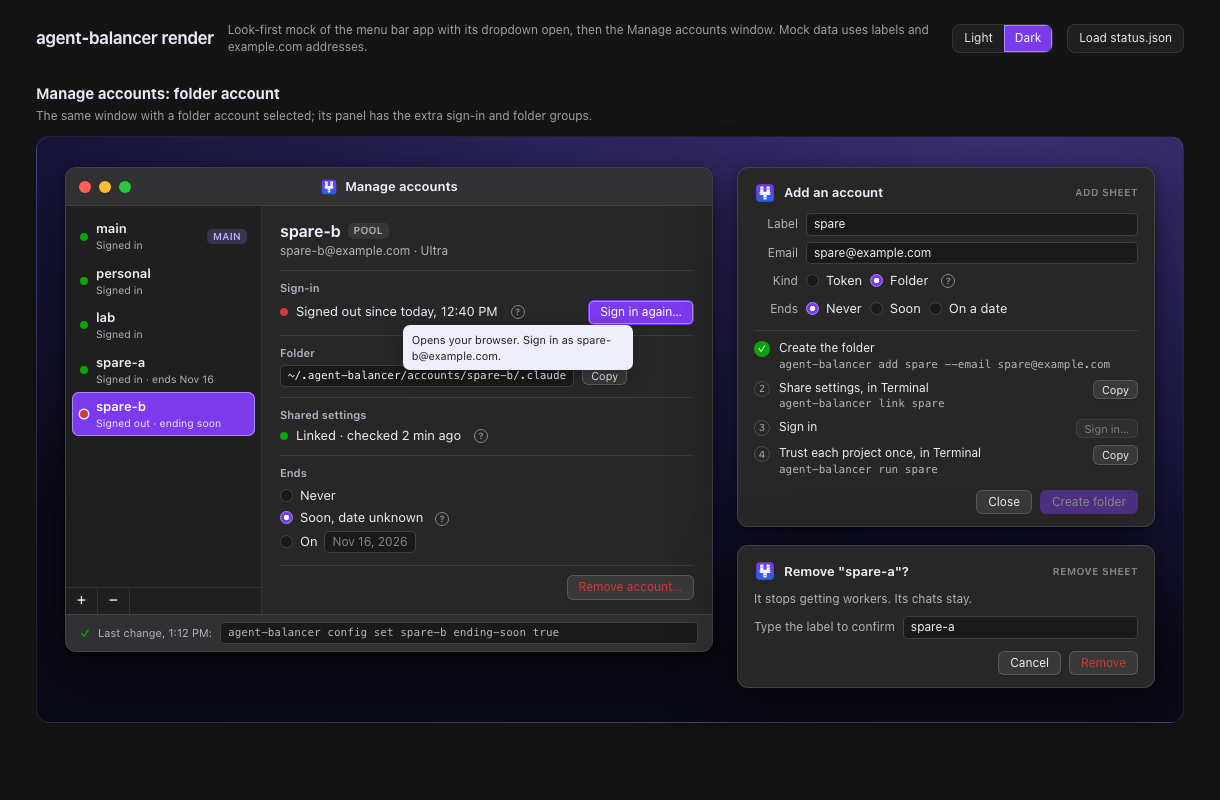 agent-balancer render
Look-first mock of the menu bar app with its dropdown open, then the Manage accounts window. Mock data uses labels and
example.com addresses.
Light
Dark
Load status.json
Manage accounts: folder account
The same window with a folder account selected; its panel has the extra sign-in and folder groups.
Manage accounts
main
Signed in
MAIN
personal
Signed in
lab
Signed in
spare-a
Signed in · ends Nov 16
spare-b
Signed out · ending soon
+
−
spare-b
POOL
spare-b@example.com · Ultra
Sign-in
Signed out since today, 12:40 PM
?
Sign in again…
Opens your browser. Sign in as spare-
b@example.com.
Folder
~/.agent-balancer/accounts/spare-b/.claude
Copy
Shared settings
Linked · checked 2 min ago
?
Ends
Never
Soon, date unknown
?
On
Nov 16, 2026
Remove account…
✓ Last change, 1:12 PM:
agent-balancer config set spare-b ending-soon true
Add an account
ADD SHEET
Label
spare
Email
spare@example.com
Kind
Token
Folder
?
Ends
Never
Soon
On a date
✓
Create the folder
agent-balancer add spare --email spare@example.com
2
Share settings, in Terminal
agent-balancer link spare
Copy
3
Sign in
Sign in…
4
Trust each project once, in Terminal
agent-balancer run spare
Copy
Close
Create folder
Remove "spare-a"?
REMOVE SHEET
It stops getting workers. Its chats stay.
Type the label to confirm
spare-a
Cancel
Remove